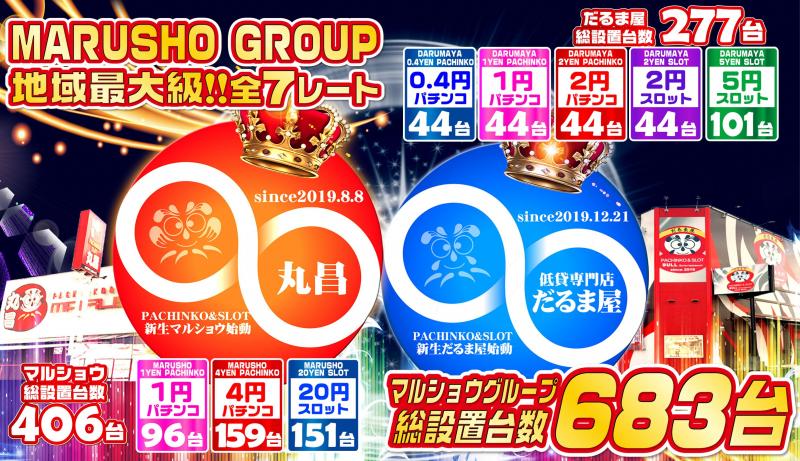 MARUSHO GROUP
地域最大級!!全7レート
だるま屋
総設置台数
277台
DARUMAYA
0.4YEN PACHINKO
0.4円
パチンコ
44台
DARUMAYA
1YEN PACHINKO
1円
パチンコ
44台
DARUMAYA
2YEN PACHINKO
2円
パチンコ
44台
DARUMAYA
2YEN SLOT
2円
スロット
44台
DARUMAYA
5YEN SLOT
5円
スロット
101台
since2019.8.8
丸昌
PACHINKO&SLOT
新生マルショウ始動
since2019.12.21
低貸専門店
だるま屋
PACHINKO&SLOT
新生だるま屋始動
丸昌
丸昌
PACHINKO&SLOT
since 2019
PACHINKO&SLOT
マルショウ
総設置台数
406台
MARUSHO
1YEN PACHINKO
1円
パチンコ
96台
MARUSHO
4YEN PACHINKO
4円
パチンコ
159台
MARUSHO
20YEN SLOT
20円
スロット
151台
マルショウグループ
総設置台数
683台